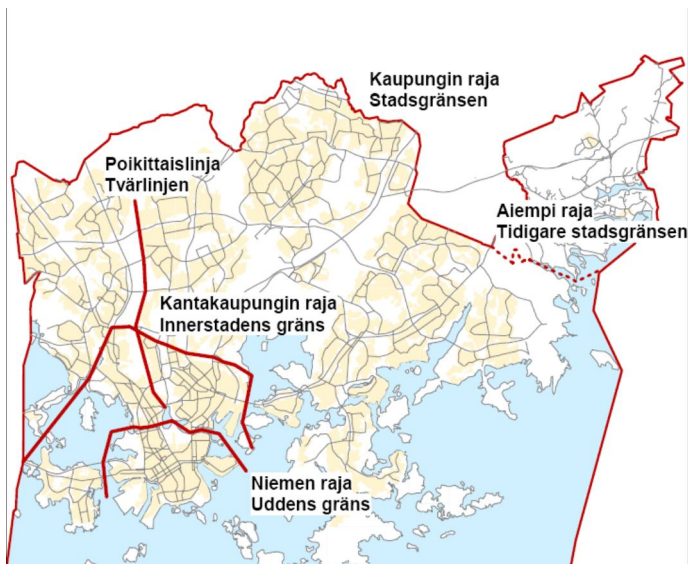 Kaupungin raja
Stadsgränsen
Poikittaislinja
Tvärlinjen
Aiempi raja
Tidigare stadsgränsen
Kantakaupungin raja
Innerstadens gräns
Niemen raja
Uddens gräns